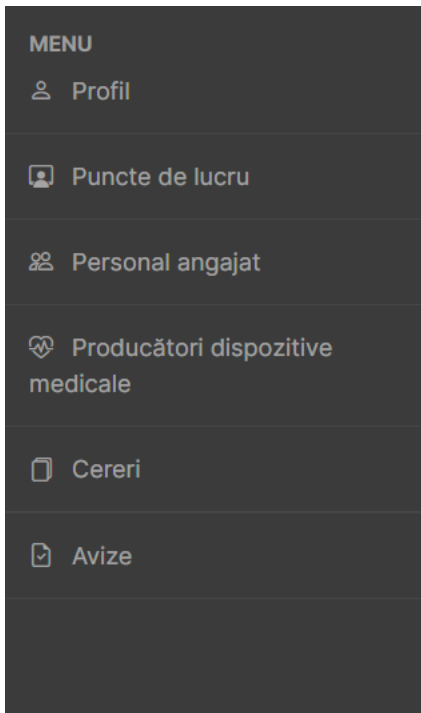 MENU
Profil
Puncte de lucru
Personal angajat
Producători dispozitive
medicale
Cereri
Avize